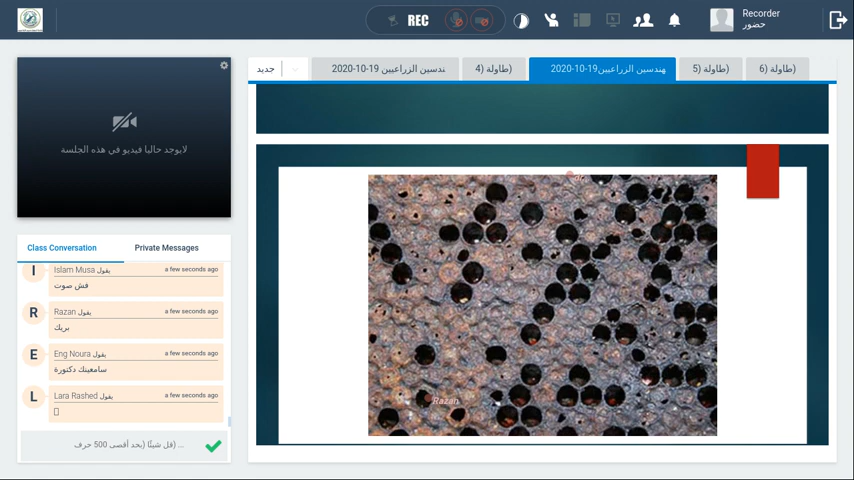 REC
Recorder
حضور
جديد
ندسين الزراعيين 19-10-2020
(طاولة (4
هندسين الزراعيين19-10-2020
(طاولة (5
(طاولة (6
لايوجد حاليا فيديو في هذه الجلسة
Class Conversation
Private Messages
I
Islam Musa يقول
a few seconds ago
فش صوت
R
Razan يقول
a few seconds ago
بريك
E
Eng Noura يقول
a few seconds ago
سامعينك دكتورة
L
Lara Rashed يقول
a few seconds ago
... (قل شيئًا (بحد أقصى 500 حرف
Razan